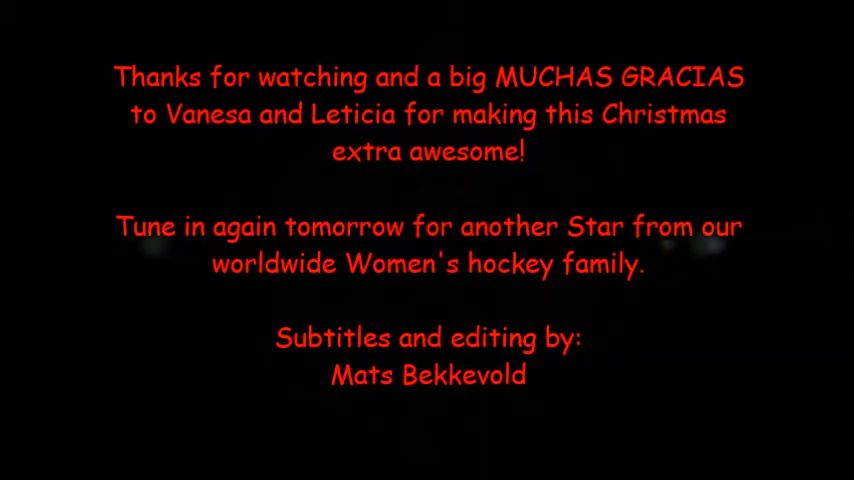 Thanks for watching and a big MUCHAS GRACIAS
to Vanesa and Leticia for making this Christmas
extra awesome!
Tune in again tomorrow for another Star from our
worldwide Women's hockey family.
Subtitles and editing by:
Mats Bekkevold